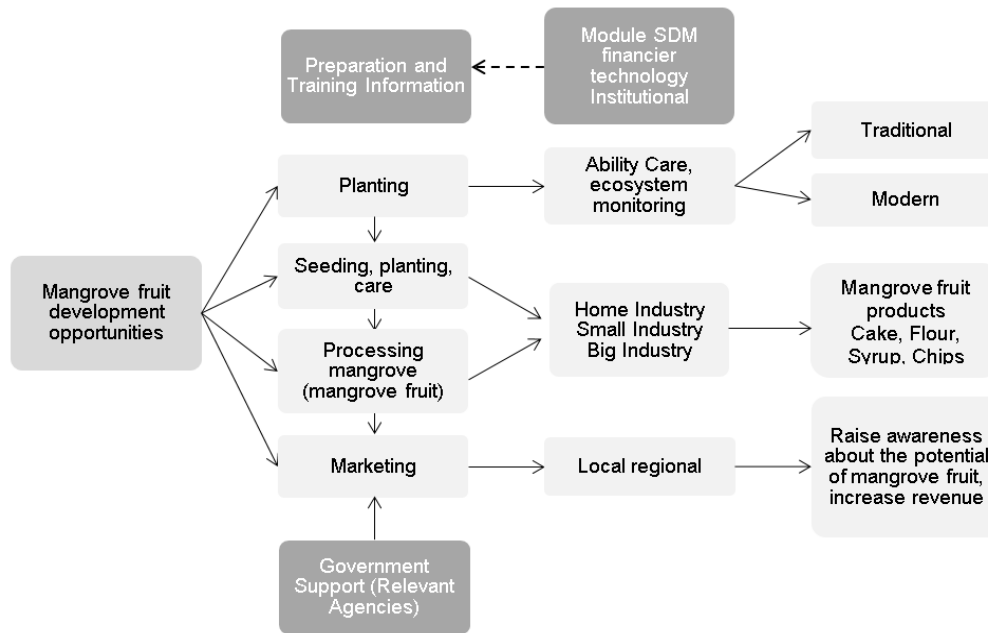 Module SDM
financier
technology
Institutional
Preparation and
Training Information
Traditional
Planting
Ability Care,
ecosystem
monitoring
Modern
Seeding, planting,
care
Mangrove fruit
development
opportunities
Home Industry
Small Industry
Big Industry
Mangrove fruit
products
Cake, Flour,
Syrup, Chips
Processing
mangrove
(mangrove fruit)
Marketing
Local regional
Raise awareness
about the potential
of mangrove fruit,
increase revenue
Government
Support (Relevant
Agencies)